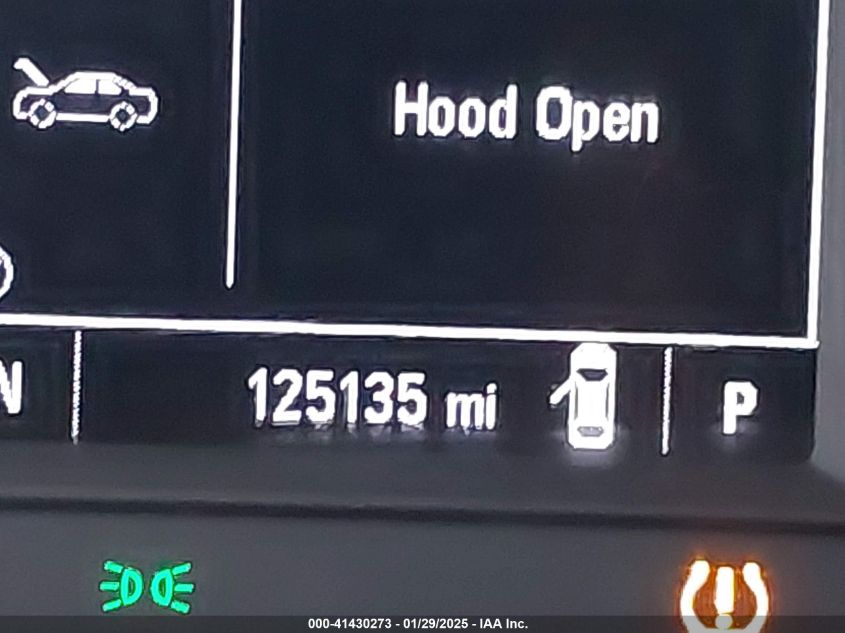 Hood Open
N
125135 mi
P
000-41430273 - 01/29/2025 - IAA Inc.